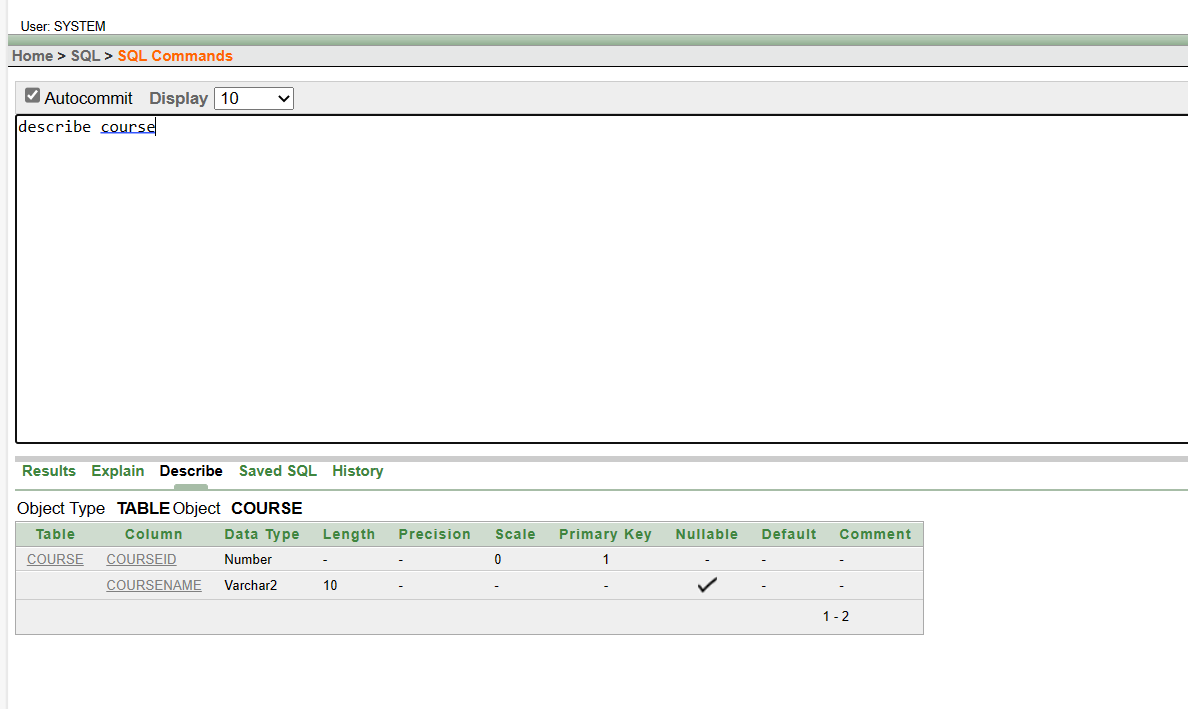 User: SYSTEM
Home > SQL > SQL Commands
Autocommit Display 10
describe course
Results Explain Describe Saved SQL History
Object Type TABLE Object COURSE
Table Column Data Type Length Precision Scale Primary Key Nullable Default Comment
COURSE COURSEID Number - - 0 1 - - -
COURSENAME Varchar2 10 - - - - -
1 - 2